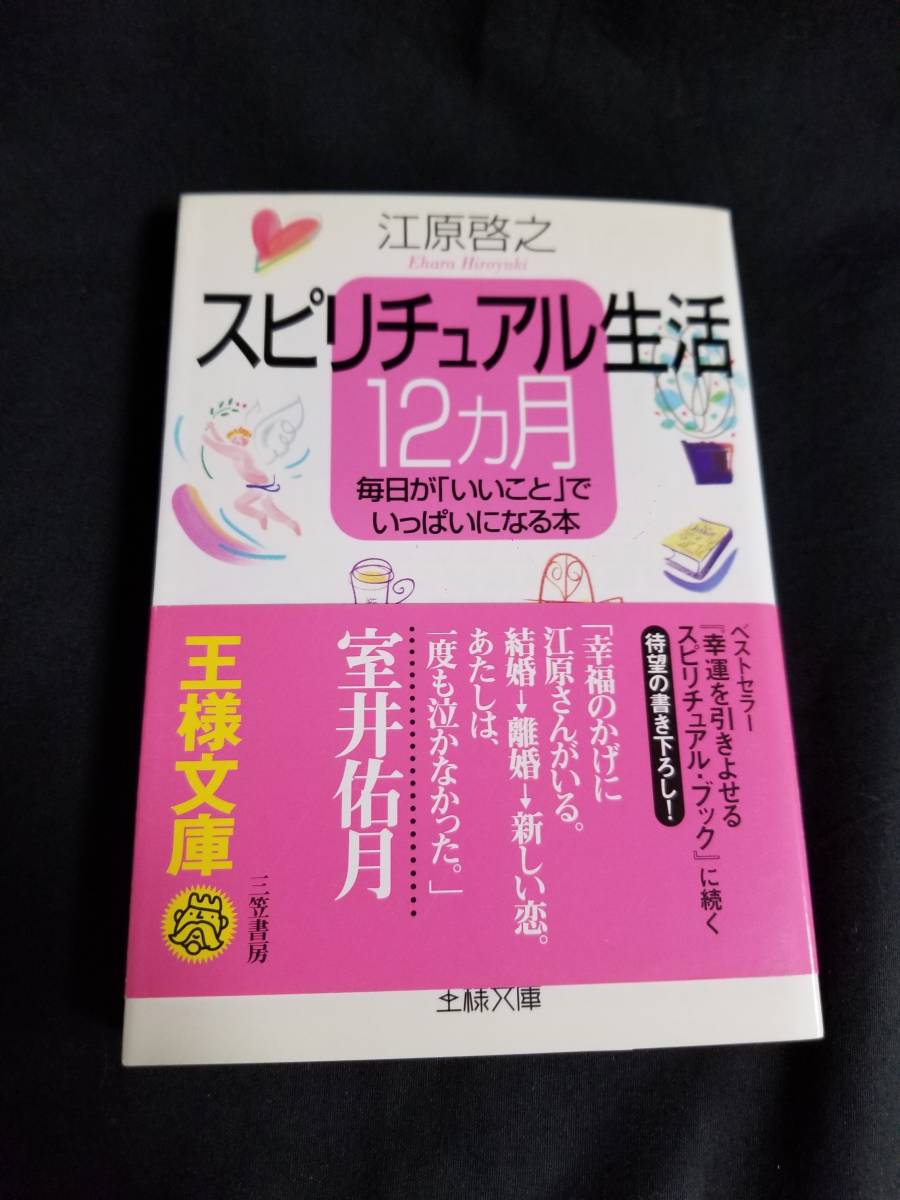 江原啓之
Ehara Hiroyuki
スピリチュアル生活
12カ月
毎日が「いいこと」で
いっぱいになる本
ベストセラー
『幸運を引きよせる
スピリチュアル・ブック』に続く
待望の書き下ろし！
「幸福のかげに
江原さんがいる。
結婚→離婚→新しい恋。
あたしは、
一度も泣かなかった。」
室井佑月
王様文庫
三笠書房
王様文庫